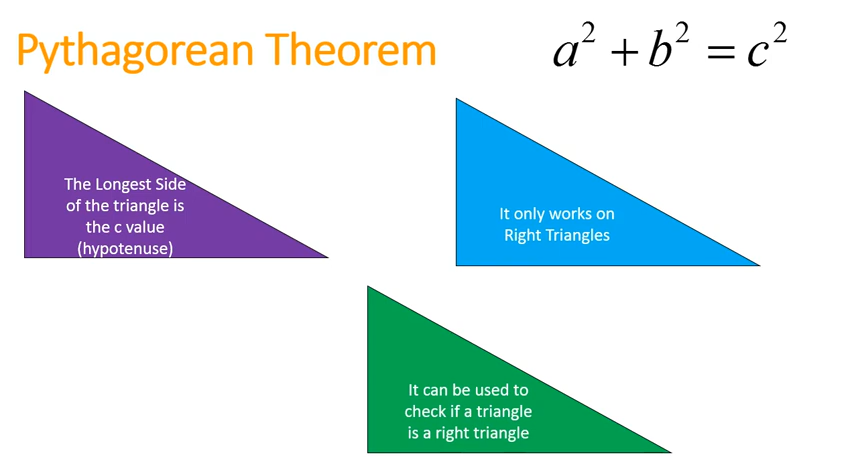 Pythagorean Theorem
a² + b² = c²
The Longest Side
of the triangle is
the c value
(hypotenuse)
It only works on
Right Triangles
It can be used to
check if a triangle
is a right triangle